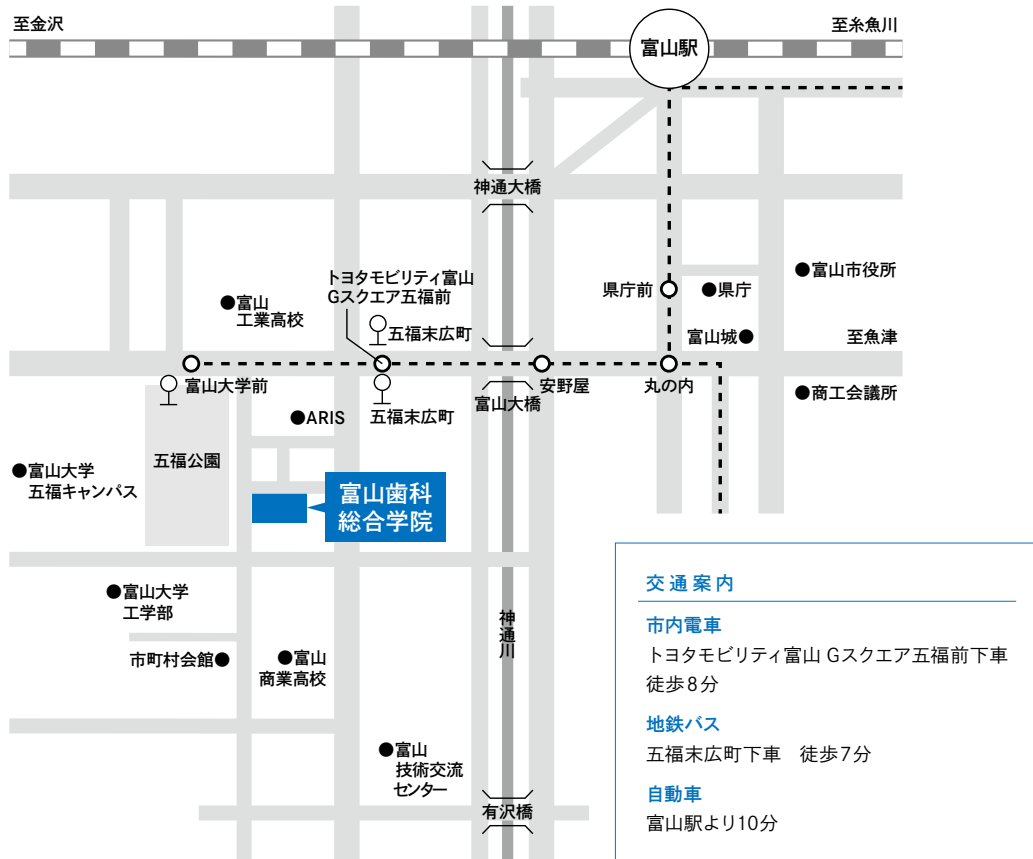 至金沢
至糸魚川
富山駅
神通大橋
トヨタモビリティ富山
Gスクエア五福前
●富山
工業高校
五福末広町
県庁前
●県庁
●富山市役所
富山城●
至魚津
富山大学前
五福末広町
富山大橋
安野屋
丸の内
●商工会議所
●ARIS
五福公園
●富山大学
五福キャンパス
富山歯科
総合学院
●富山大学
工学部
市町村会館●
●富山
商業高校
神通川
●富山
技術交流
センター
有沢橋
交通案内
市内電車
トヨタモビリティ富山 Gスクエア五福前下車
徒歩8分
地鉄バス
五福末広町下車　徒歩7分
自動車
富山駅より10分